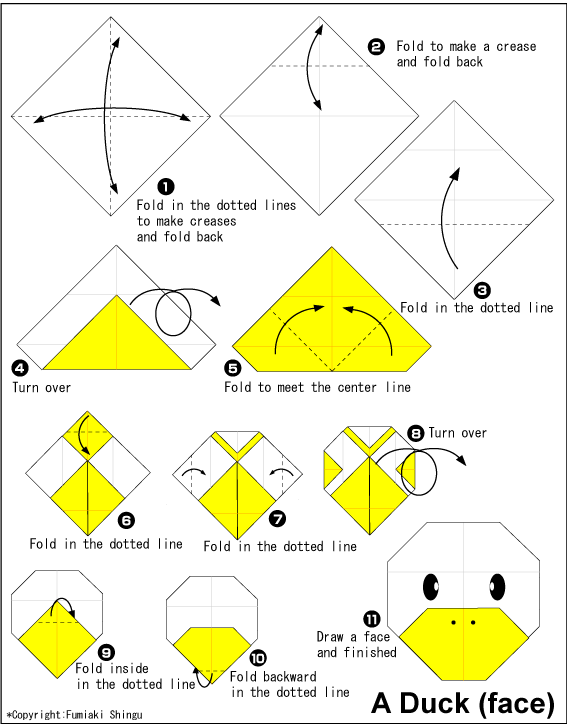 1
Fold in the dotted lines
to make creases
and fold back
2 Fold to make a crease
and fold back
3
Fold in the dotted line
4
Turn over
5
Fold to meet the center line
6
Fold in the dotted line
7
Fold in the dotted line
8 Turn over
9
Fold inside
in the dotted line
10
Fold backward
in the dotted line
11
Draw a face
and finished
*Copyright:Fumiaki Shingu
A Duck (face)